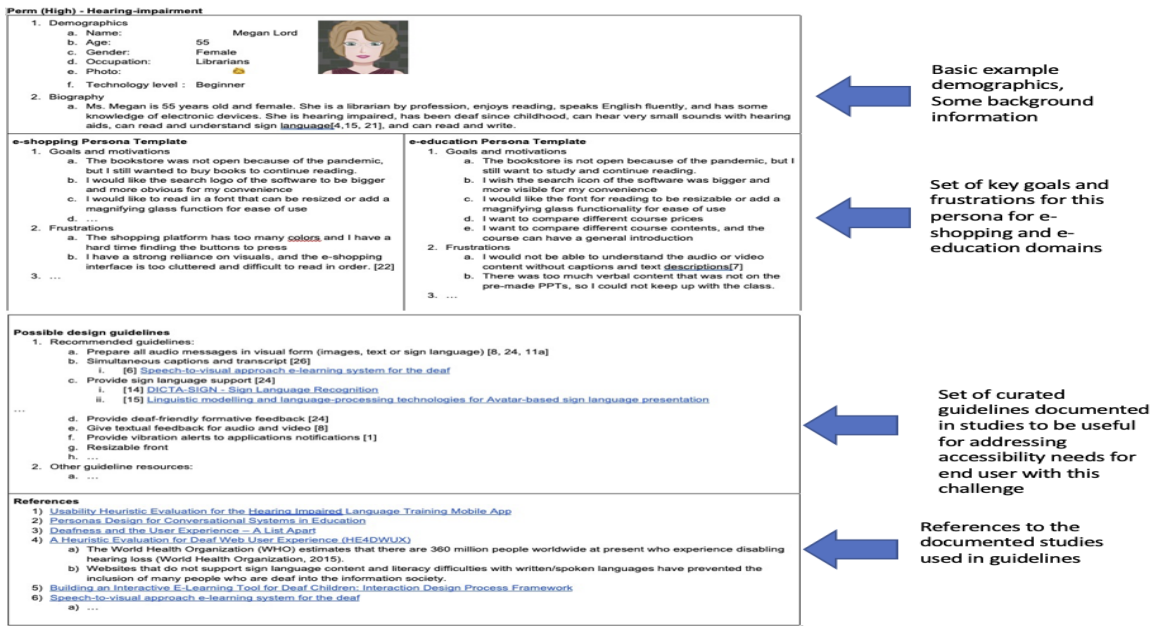 Perm (High) - Hearing-impairment
1. Demographics
a. Name: Megan Lord
b. Age: 55
c. Gender: Female
d. Occupation: Librarians
e. Photo:
f. Technology level : Beginner
2. Biography
a. Ms. Megan is 55 years old and female. She is a librarian by profession, enjoys reading, speaks English fluently, and has some
knowledge of electronic devices. She is hearing impaired, has been deaf since childhood, can hear very small sounds with hearing
aids, can read and understand sign language[4,15, 21], and can read and write.
e-shopping Persona Template
1. Goals and motivations
a. The bookstore was not open because of the pandemic,
but I still wanted to buy books to continue reading.
b. I would like the search logo of the software to be bigger
and more obvious for my convenience
c. I would like to read in a font that can be resized or add a
magnifying glass function for ease of use
d. ...
2. Frustrations
a. The shopping platform has too many colors and I have a
hard time finding the buttons to press
b. I have a strong reliance on visuals, and the e-shopping
interface is too cluttered and difficult to read in order. [22]
3. ...
e-education Persona Template
1. Goals and motivations
a. The bookstore is not open because of the pandemic, but I
still want to study and continue reading.
b. I wish the search icon of the software was bigger and
more visible for my convenience
c. I would like the font for reading to be resizable or add a
magnifying glass functionality for ease of use
d. I want to compare different course prices
e. I want to compare different course contents, and the
course can have a general introduction
2. Frustrations
a. I would not be able to understand the audio or video
content without captions and text descriptions[7]
b. There was too much verbal content that was not on the
pre-made PPTs, so I could not keep up with the class.
3. ...
Possible design guidelines
1. Recommended guidelines:
a. Prepare all audio messages in visual form (images, text or sign language) [8, 24, 11a]
b. Simultaneous captions and transcript [26]
i. [6] Speech-to-visual approach e-learning system for the deaf
c. Provide sign language support [24]
i. [14] DICTA-SIGN - Sign Language Recognition
ii. [15] Linguistic modelling and language-processing technologies for Avatar-based sign language presentation
...
d. Provide deaf-friendly formative feedback [24]
e. Give textual feedback for audio and video [8]
f. Provide vibration alerts to applications notifications [1]
g. Resizable front
h. ...
2. Other guideline resources:
a. ...
References
1) Usability Heuristic Evaluation for the Hearing Impaired Language Training Mobile App
2) Personas Design for Conversational Systems in Education
3) Deafness and the User Experience – A List Apart
4) A Heuristic Evaluation for Deaf Web User Experience (HE4DWUX)
a) The World Health Organization (WHO) estimates that there are 360 million people worldwide at present who experience disabling
hearing loss (World Health Organization, 2015).
b) Websites that do not support sign language content and literacy difficulties with written/spoken languages have prevented the
inclusion of many people who are deaf into the information society.
5) Building an Interactive E-Learning Tool for Deaf Children: Interaction Design Process Framework
6) Speech-to-visual approach e-learning system for the deaf
a) ...
Basic example
demographics,
Some background
information
Set of key goals and
frustrations for this
persona for e-
shopping and e-
education domains
Set of curated
guidelines documented
in studies to be useful
for addressing
accessibility needs for
end user with this
challenge
References to the
documented studies
used in guidelines